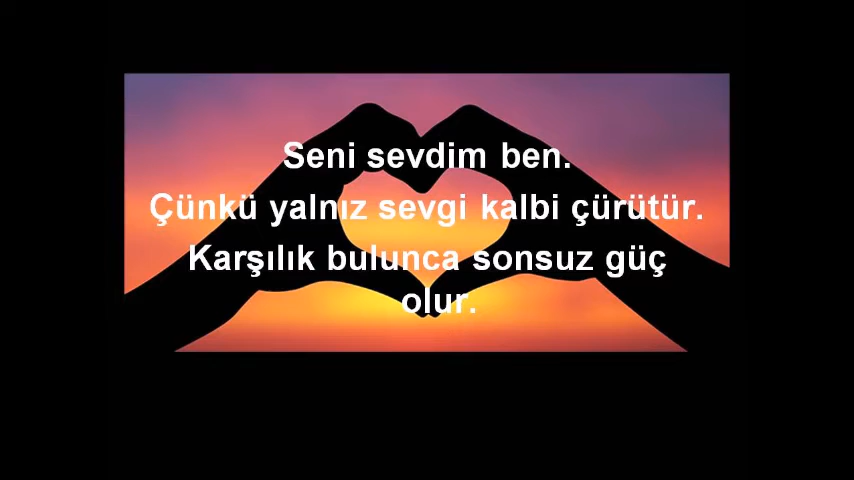 Seni sevdim ben.
Çünkü yalnız sevgi kalbi çürütür.
Karşılık bulunca sonsuz güç
olur.